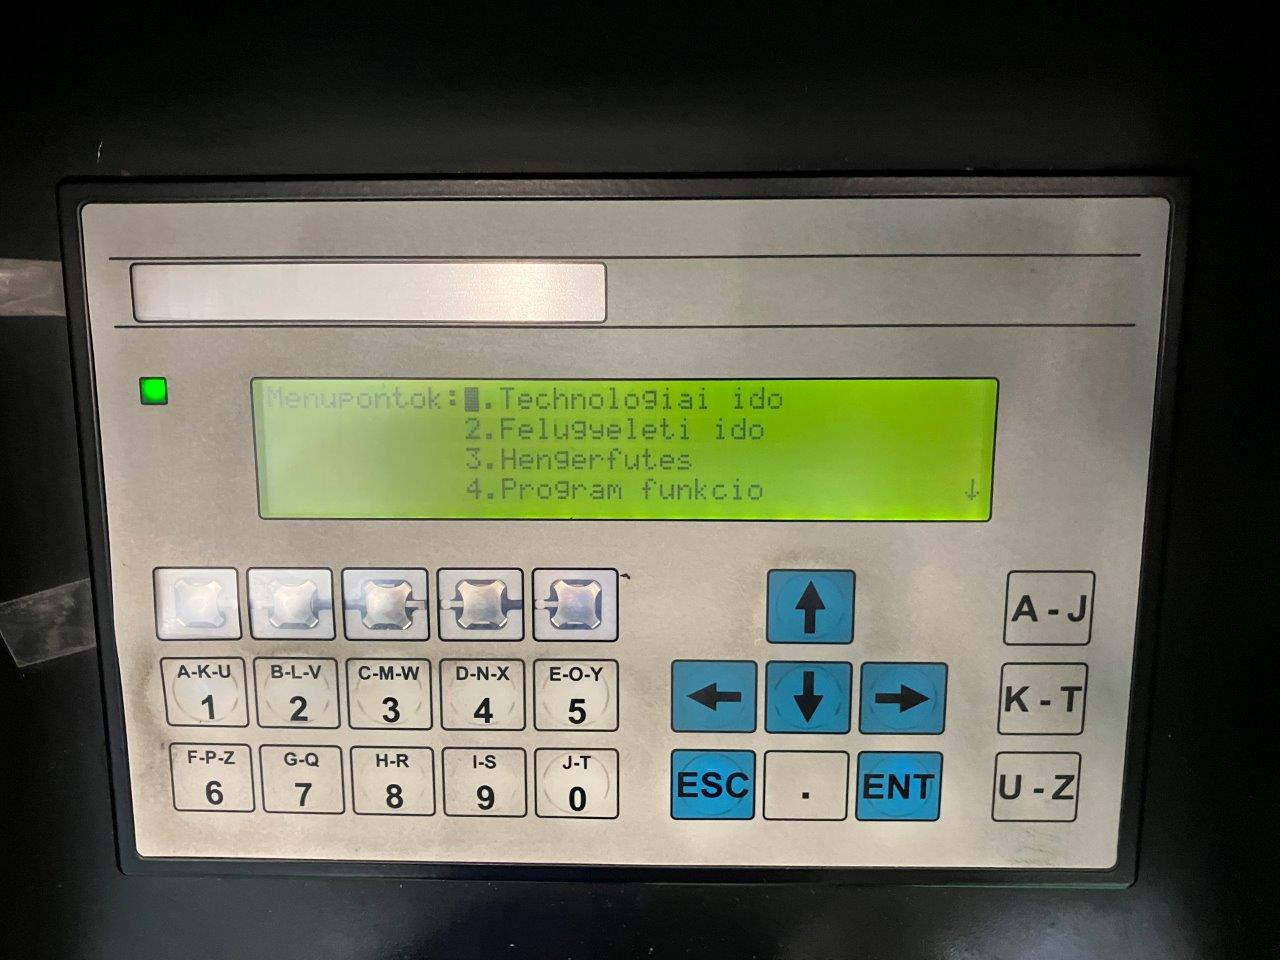 Menupontok: .Technologiai ido
2.Felugyeleti ido
3.Hengerfutes
4.Program funkcio ↓
A-K-U 1
B-L-V 2
C-M-W 3
D-N-X 4
E-O-Y 5
F-P-Z 6
G-Q 7
H-R 8
I-S 9
J-T 0
↑
← ↓ →
ESC . ENT
A - J
K - T
U - Z